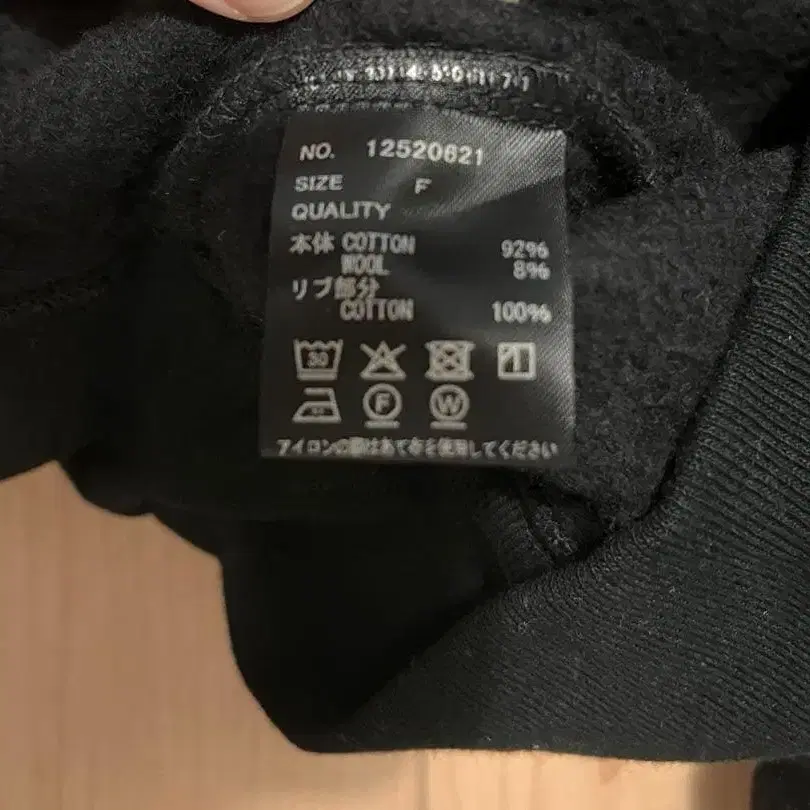 NO. 12520621
SIZE F
QUALITY
本体 COTTON 92%
WOOL 8%
リブ部分
COTTON 100%
30
F W
アイロンの際はあて布を使用してください